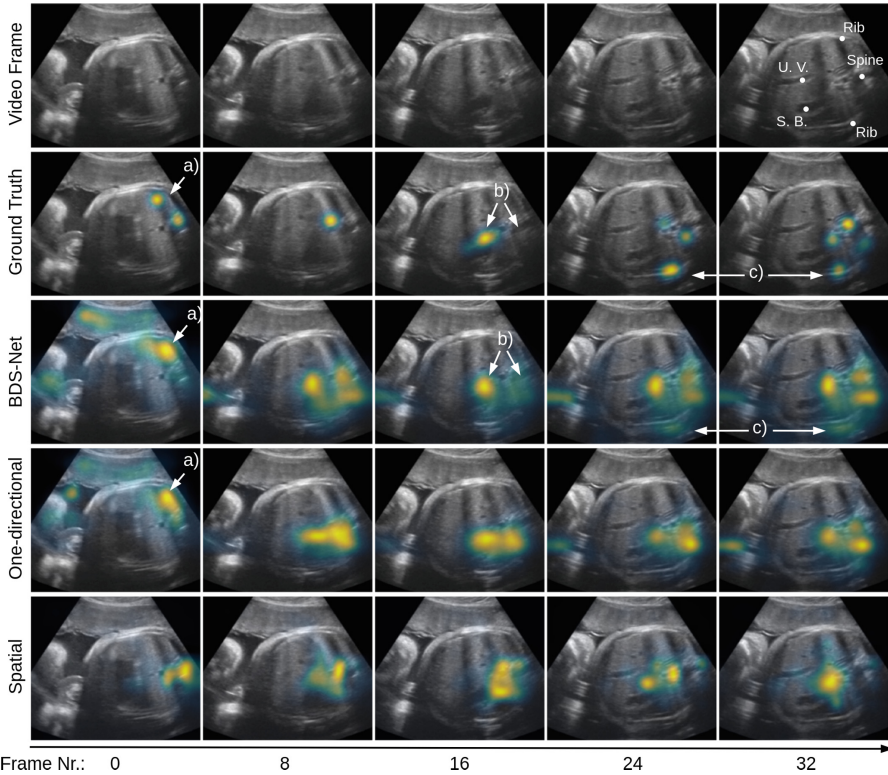 Video Frame
Rib
Spine
U. V.
S. B.
Rib
Ground Truth
a)
b)
c)
BDS-Net
a)
b)
c)
One-directional
a)
Spatial
Frame Nr.: 0 8 16 24 32